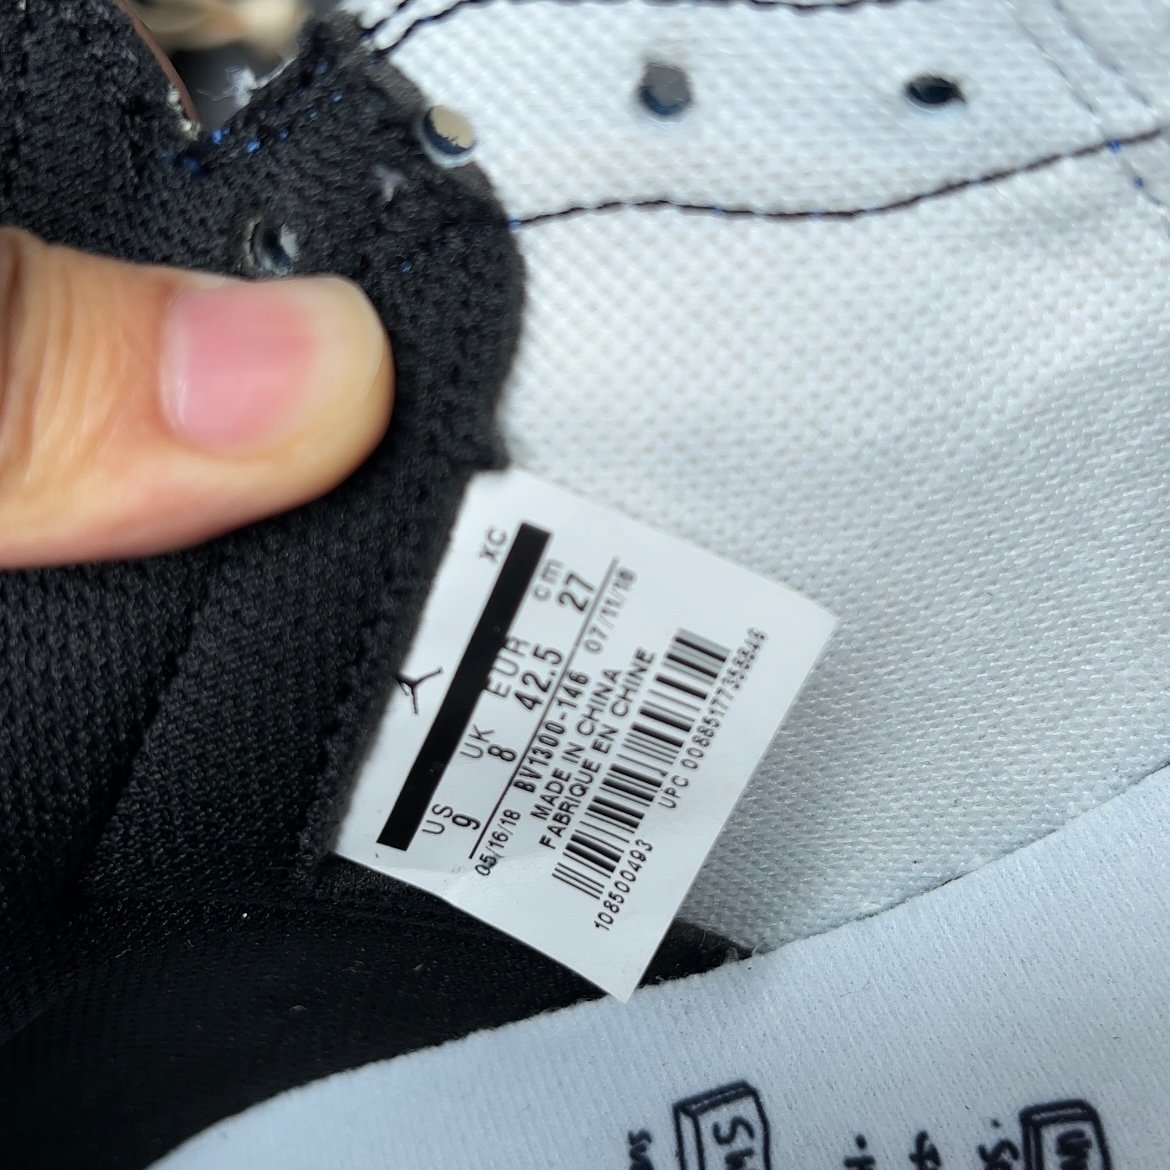 XC
US UK EUR cm
9 8 42.5 27
05/16/18 BV1300-146 07/11/18
MADE IN CHINA
FABRIQUE EN CHINE
108500493 UPC